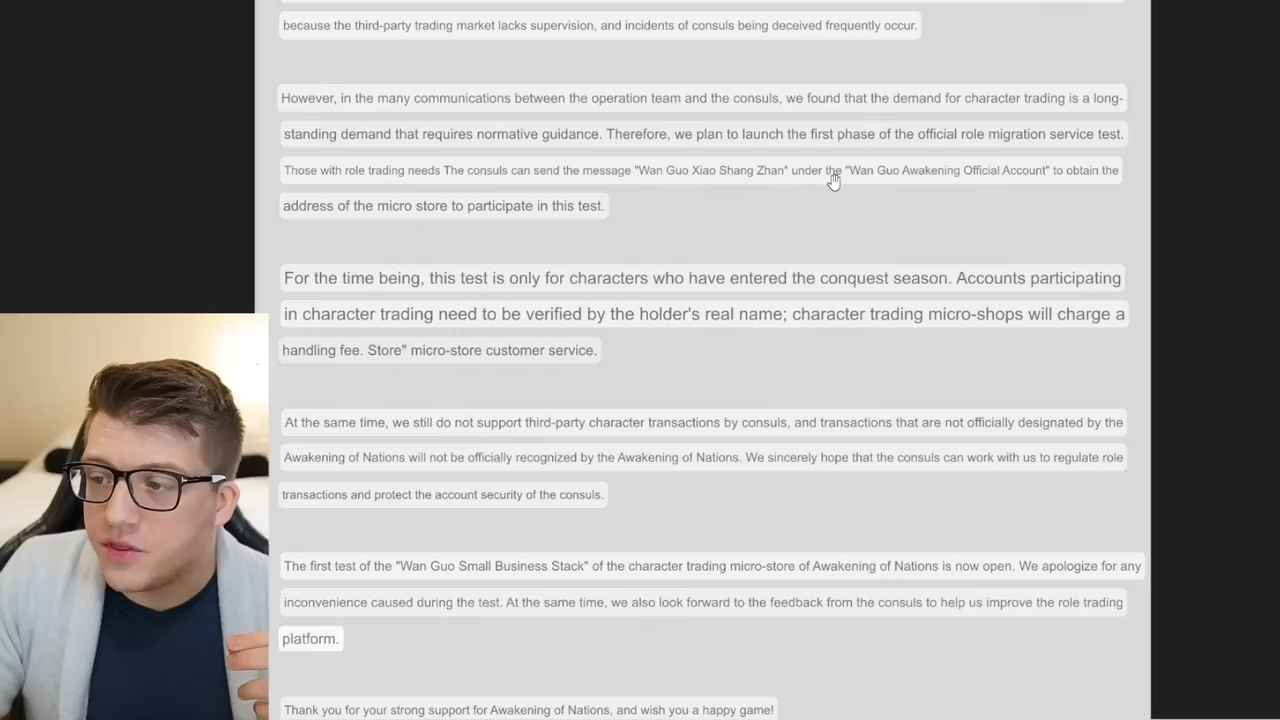 because the third-party trading market lacks supervision, and incidents of consuls being deceived frequently occur.
However, in the many communications between the operation team and the consuls, we found that the demand for character trading is a long-
standing demand that requires normative guidance. Therefore, we plan to launch the first phase of the official role migration service test.
Those with role trading needs The consuls can send the message "Wan Guo Xiao Shang Zhan" under the "Wan Guo Awakening Official Account" to obtain the
address of the micro store to participate in this test.
For the time being, this test is only for characters who have entered the conquest season. Accounts participating
in character trading need to be verified by the holder's real name; character trading micro-shops will charge a
handling fee. Store" micro-store customer service.
At the same time, we still do not support third-party character transactions by consuls, and transactions that are not officially designated by the
Awakening of Nations will not be officially recognized by the Awakening of Nations. We sincerely hope that the consuls can work with us to regulate role
transactions and protect the account security of the consuls.
The first test of the "Wan Guo Small Business Stack" of the character trading micro-store of Awakening of Nations is now open. We apologize for any
inconvenience caused during the test. At the same time, we also look forward to the feedback from the consuls to help us improve the role trading
platform.
Thank you for your strong support for Awakening of Nations, and wish you a happy game!